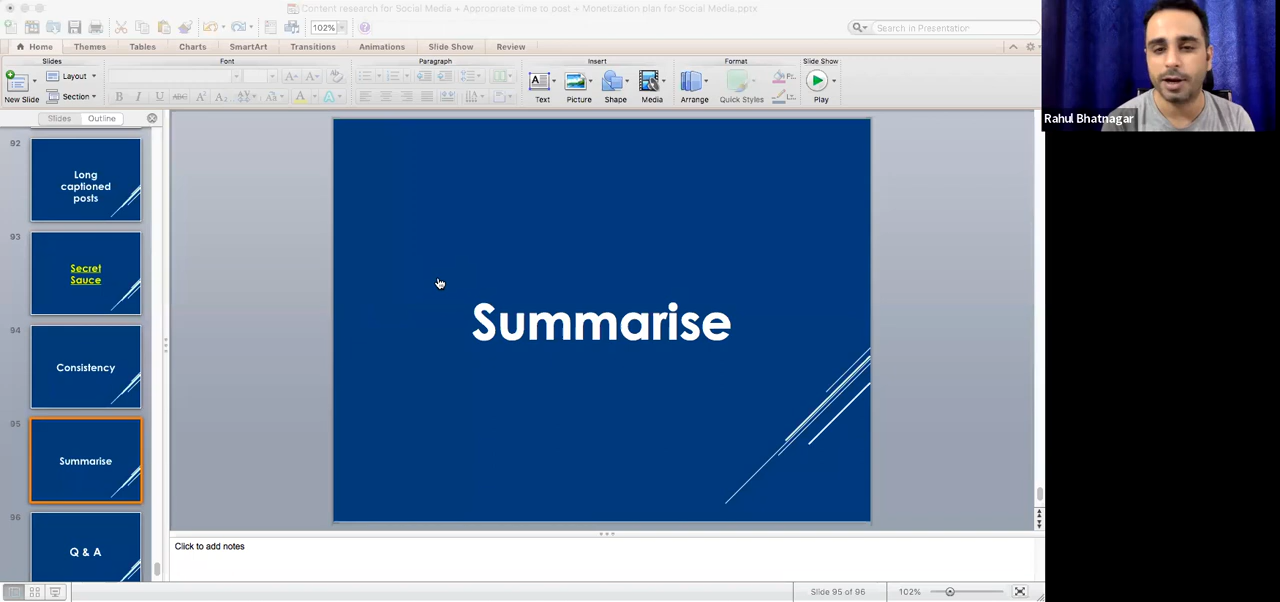 Content research for Social Media + Appropriate time to post + Monetization plan for Social Media.pptx
102%
Search in Presentation
Home
Themes
Tables
Charts
SmartArt
Transitions
Animations
Slide Show
Review
Slides
Font
Paragraph
Insert
Format
Slide Show
New Slide
Layout
Section
B I U ABC A² A₂
Text
Picture
Shape
Media
Arrange
Quick Styles
Play
Slides
Outline
92
Long
captioned
posts
93
Secret
Sauce
94
Consistency
95
Summarise
96
Q & A
Summarise
Click to add notes
Slide 95 of 96
102%
Rahul Bhatnagar